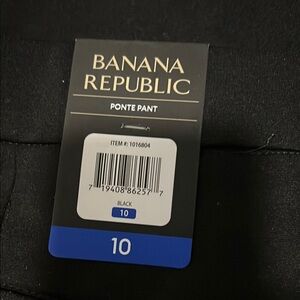 BANANA
REPUBLIC
PONTE PANT
ITEM #: 1016804
7 19408 86257 7
BLACK
10
10